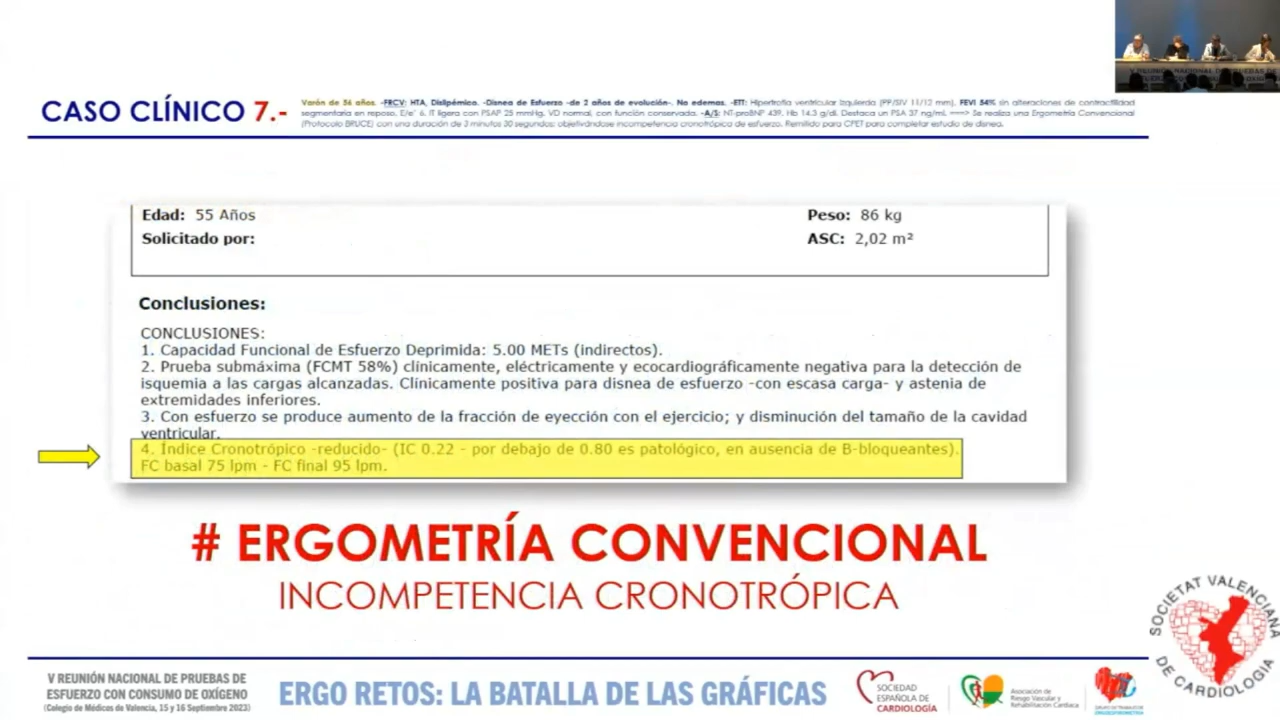 V REUNIÓN NACIONAL DE PRUEBAS DE
CASO CLÍNICO 7.-
Varón de 56 años. -FRCV: HTA, Dislipémico. -Disnea de Esfuerzo -de 2 años de evolución-. No edemas. -ETT: Hipertrofia ventricular izquierda (PP/SIV 11/12 mm). FEVI 54% sin alteraciones de contractilidad
segmentaria en reposo. E/e' 6. IT ligera con PSAP 25 mmHg. VD normal, con función conservada. -A/S: NT-proBNP 439. Hb 14.3 g/dl. Destaca un PSA 37 ng/ml. ===> Se realiza una Ergometría Convencional
(Protocolo BRUCE) con una duración de 3 minutos 30 segundos; objetivándose incompetencia cronotrópica de esfuerzo. Remitido para CPET para completar estudio de disnea.
Edad: 55 Años
Peso: 86 kg
Solicitado por:
ASC: 2,02 m²
Conclusiones:
CONCLUSIONES:
1. Capacidad Funcional de Esfuerzo Deprimida: 5.00 METs (indirectos).
2. Prueba submáxima (FCMT 58%) clínicamente, eléctricamente y ecocardiográficamente negativa para la detección de
isquemia a las cargas alcanzadas. Clínicamente positiva para disnea de esfuerzo -con escasa carga- y astenia de
extremidades inferiores.
3. Con esfuerzo se produce aumento de la fracción de eyección con el ejercicio; y disminución del tamaño de la cavidad
ventricular.
4. Índice Cronotrópico -reducido- (IC 0.22 - por debajo de 0.80 es patológico, en ausencia de B-bloqueantes).
FC basal 75 lpm - FC final 95 lpm.
# ERGOMETRÍA CONVENCIONAL
INCOMPETENCIA CRONOTRÓPICA
SOCIETAT VALENCIANA
DE CARDIOLOGIA
V REUNIÓN NACIONAL DE PRUEBAS DE
ESFUERZO CON CONSUMO DE OXÍGENO
(Colegio de Médicos de Valencia, 15 y 16 Septiembre 2023)
ERGO RETOS: LA BATALLA DE LAS GRÁFICAS
SOCIEDAD
ESPAÑOLA DE
CARDIOLOGÍA
Asociación de
Riesgo Vascular y
Rehabilitación Cardiaca